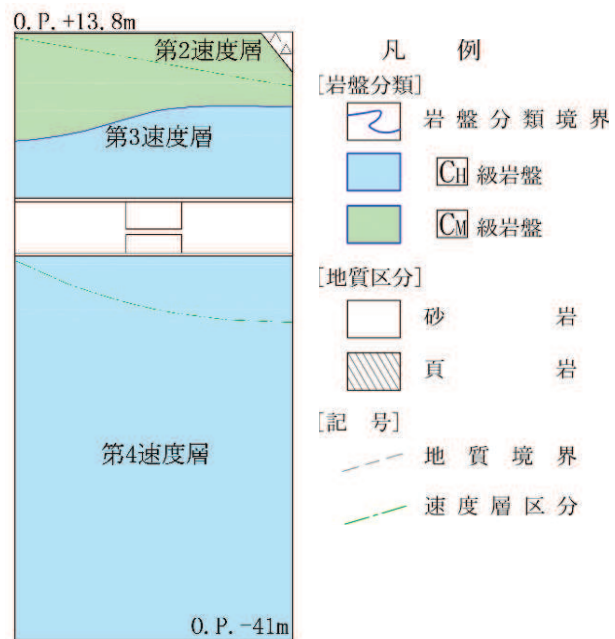 O.P.+13.8m
第2速度層
第3速度層
第4速度層
O.P.-41m
凡 例
[岩盤分類]
岩盤分類境界
CH 級岩盤
CM 級岩盤
[地質区分]
砂 岩
頁 岩
[記 号]
地 質 境 界
速 度 層 区 分